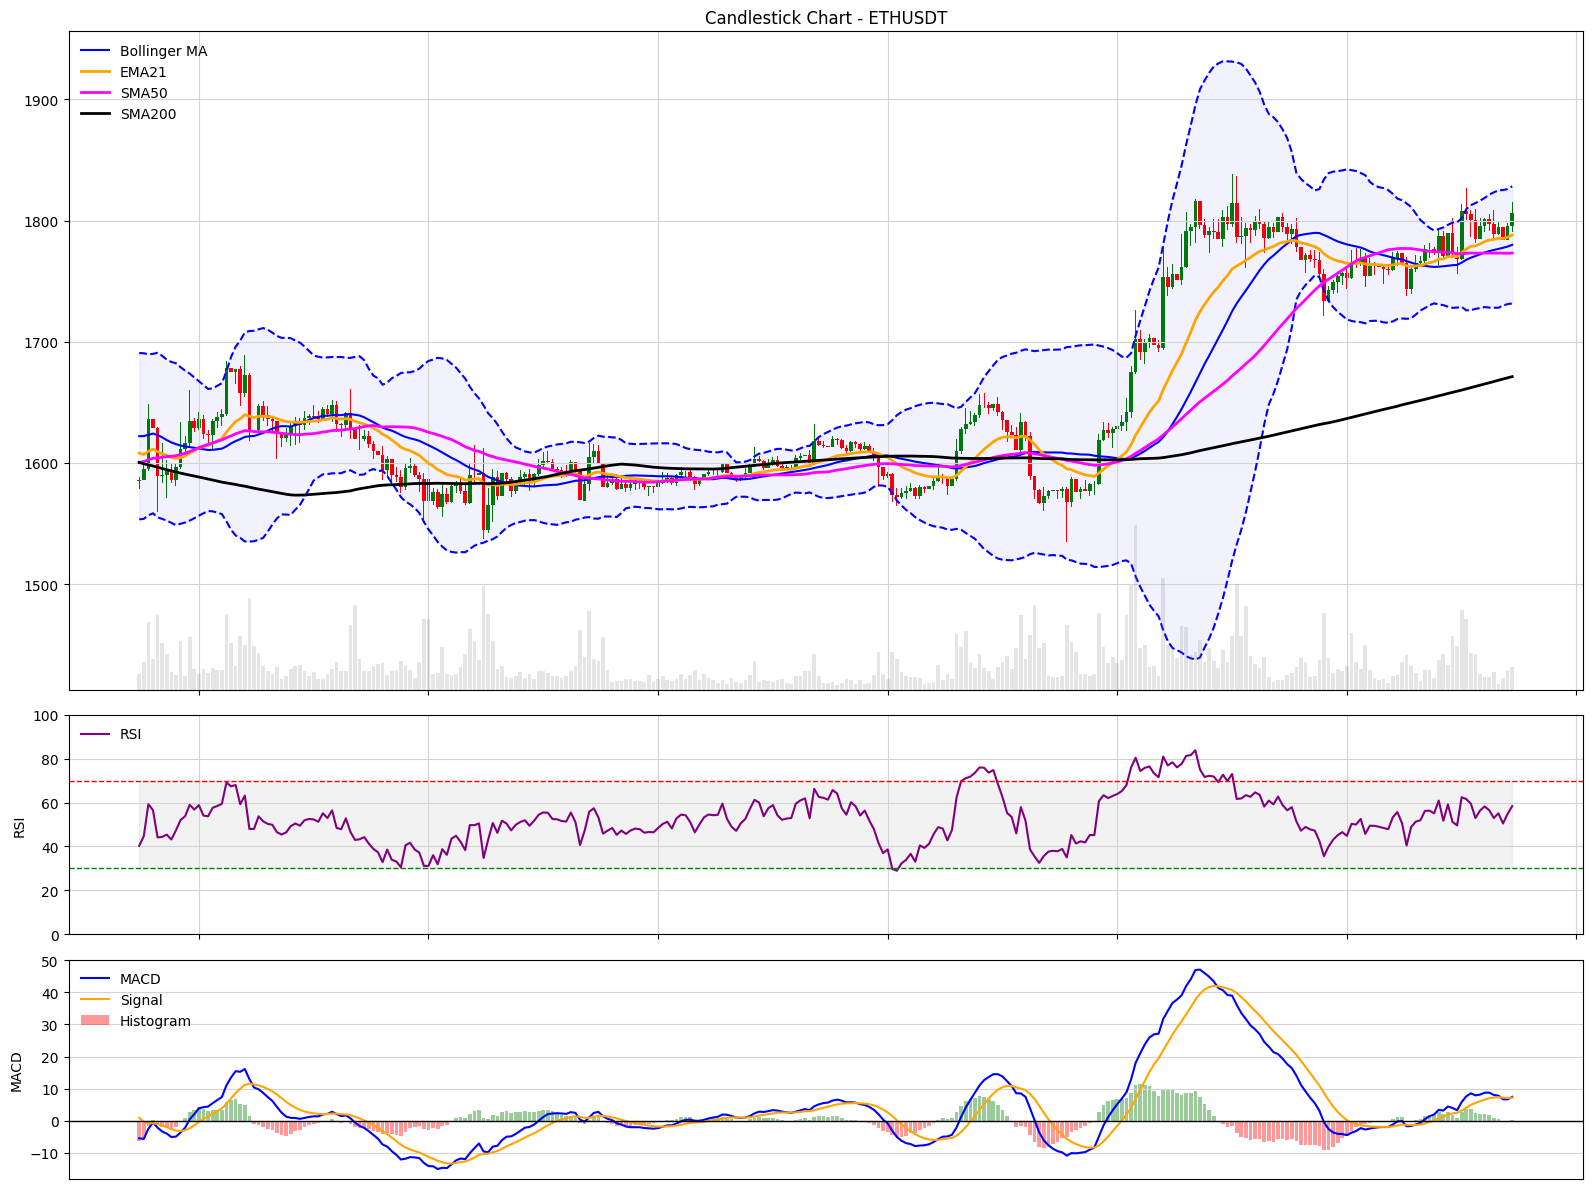 Candlestick Chart - ETHUSDT
Bollinger MA
EMA21
SMA50
SMA200
1900
1800
1700
1600
1500
RSI
100
80
60
40
20
0
RSI
MACD
Signal
Histogram
50
40
30
20
10
0
−10
MACD